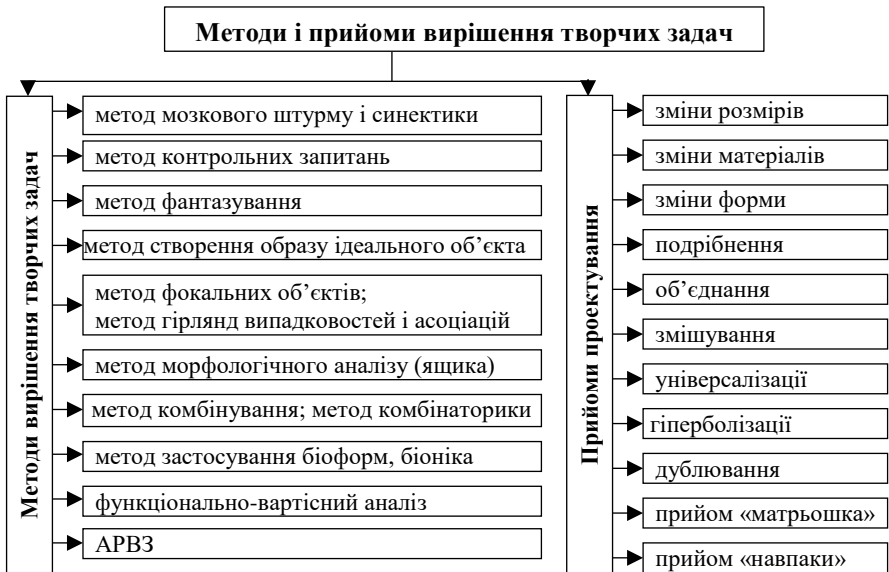 Методи і прийоми вирішення творчих задач
Методи вирішення творчих задач
метод мозкового штурму і синектики
метод контрольних запитань
метод фантазування
метод створення образу ідеального об’єкта
метод фокальних об’єктів;
метод гірлянд випадковостей і асоціацій
метод морфологічного аналізу (ящика)
метод комбінування; метод комбінаторики
метод застосування біоформ, біоніка
функціонально-вартісний аналіз
АРВЗ
Прийоми проектування
зміни розмірів
зміни матеріалів
зміни форми
подрібнення
об’єднання
змішування
універсалізації
гіперболізації
дублювання
прийом «матрьошка»
прийом «навпаки»